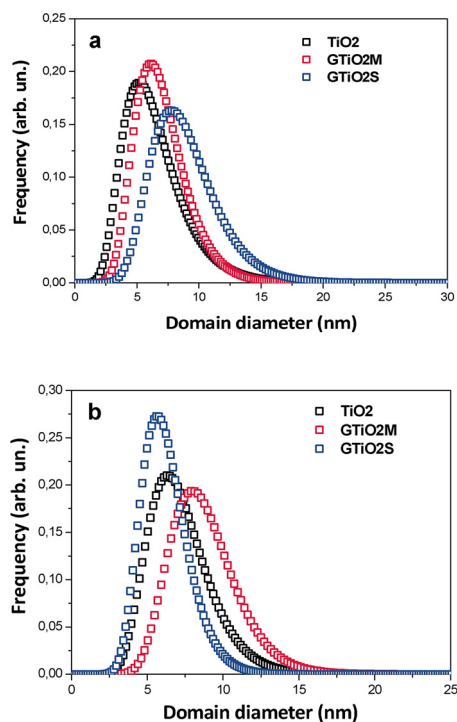 0,25
a
TiO2
GTiO2M
GTiO2S
0,20
0,15
0,10
0,05
0,00
Frequency (arb. un.)
0 5 10 15 20 25 30
Domain diameter (nm)
0,30
b
TiO2
GTiO2M
GTiO2S
0,25
0,20
0,15
0,10
0,05
0,00
Frequency (arb. un.)
0 5 10 15 20 25
Domain diameter (nm)